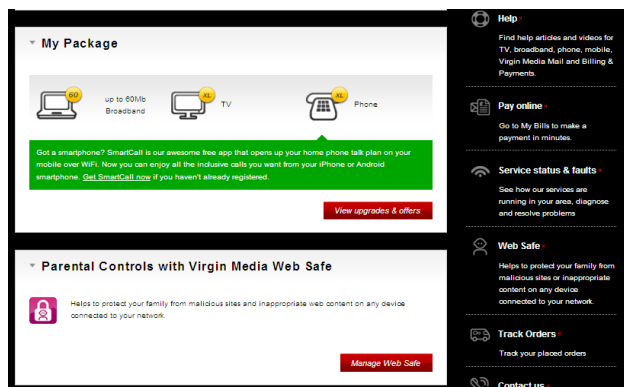 My Package
60
up to 60Mb
Broadband
XL
TV
XL
Phone
Got a smartphone? SmartCall is our awesome free app that opens up your home phone talk plan on your
mobile over WiFi. Now you can enjoy all the inclusive calls you want from your iPhone or Android
smartphone. Get SmartCall now if you haven't already registered.
View upgrades & offers
Parental Controls with Virgin Media Web Safe
Helps to protect your family from malicious sites and inappropriate web content on any device
connected to your network.
Manage Web Safe
Help
Find help articles and videos for
TV, broadband, phone, mobile,
Virgin Media Mail and Billing &
Payments.
Pay online
Go to My Bills to make a
payment in minutes.
Service status & faults
See how our services are
running in your area, diagnose
and resolve problems
Web Safe
Helps to protect your family from
malicious sites or inappropriate
content on any device
connected to your network.
Track Orders
Track your placed orders
Contact us